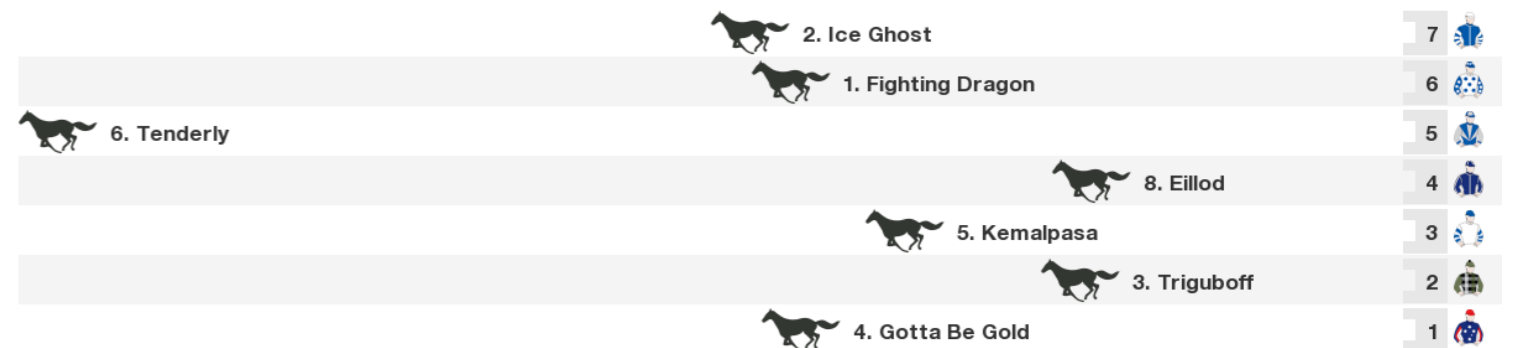 2. Ice Ghost 7
1. Fighting Dragon 6
6. Tenderly 5
8. Eillod 4
5. Kemalpasa 3
3. Triguboff 2
4. Gotta Be Gold 1